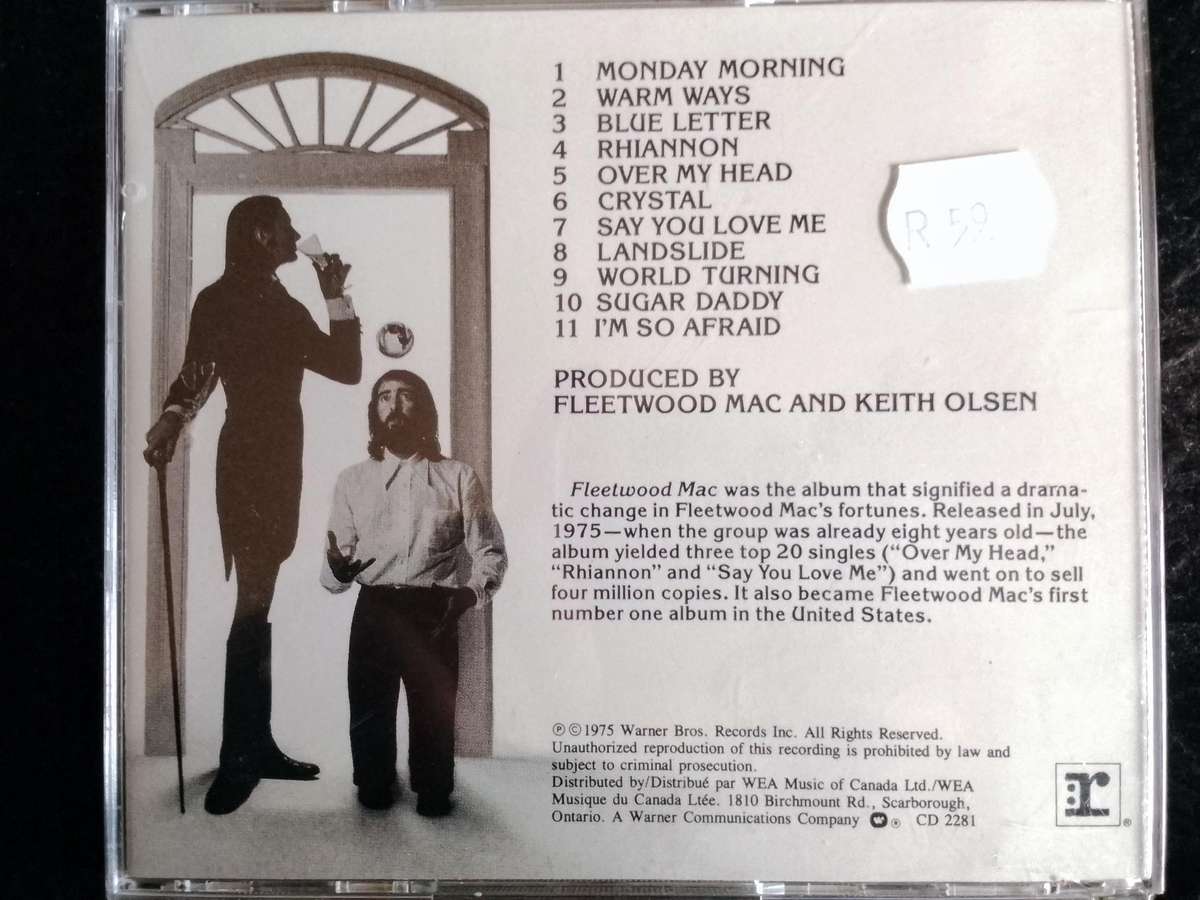 1 MONDAY MORNING
2 WARM WAYS
3 BLUE LETTER
4 RHIANNON
5 OVER MY HEAD
6 CRYSTAL
7 SAY YOU LOVE ME
8 LANDSLIDE
9 WORLD TURNING
10 SUGAR DADDY
11 I'M SO AFRAID
R 59
PRODUCED BY
FLEETWOOD MAC AND KEITH OLSEN
Fleetwood Mac was the album that signified a drama-
tic change in Fleetwood Mac's fortunes. Released in July,
1975—when the group was already eight years old—the
album yielded three top 20 singles (“Over My Head,”
“Rhiannon” and “Say You Love Me”) and went on to sell
four million copies. It also became Fleetwood Mac's first
number one album in the United States.
℗©1975 Warner Bros. Records Inc. All Rights Reserved.
Unauthorized reproduction of this recording is prohibited by law and
subject to criminal prosecution.
Distributed by/Distribué par WEA Music of Canada Ltd./WEA
Musique du Canada Ltée. 1810 Birchmount Rd., Scarborough,
Ontario. A Warner Communications Company ® CD 2281
:r ®